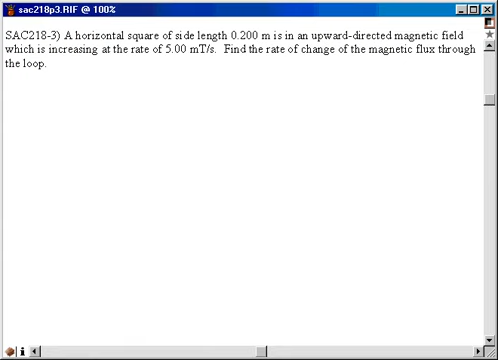 sac218p3.RIF @ 100%
SAC218-3) A horizontal square of side length 0.200 m is in an upward-directed magnetic field
which is increasing at the rate of 5.00 mT/s. Find the rate of change of the magnetic flux through
the loop.